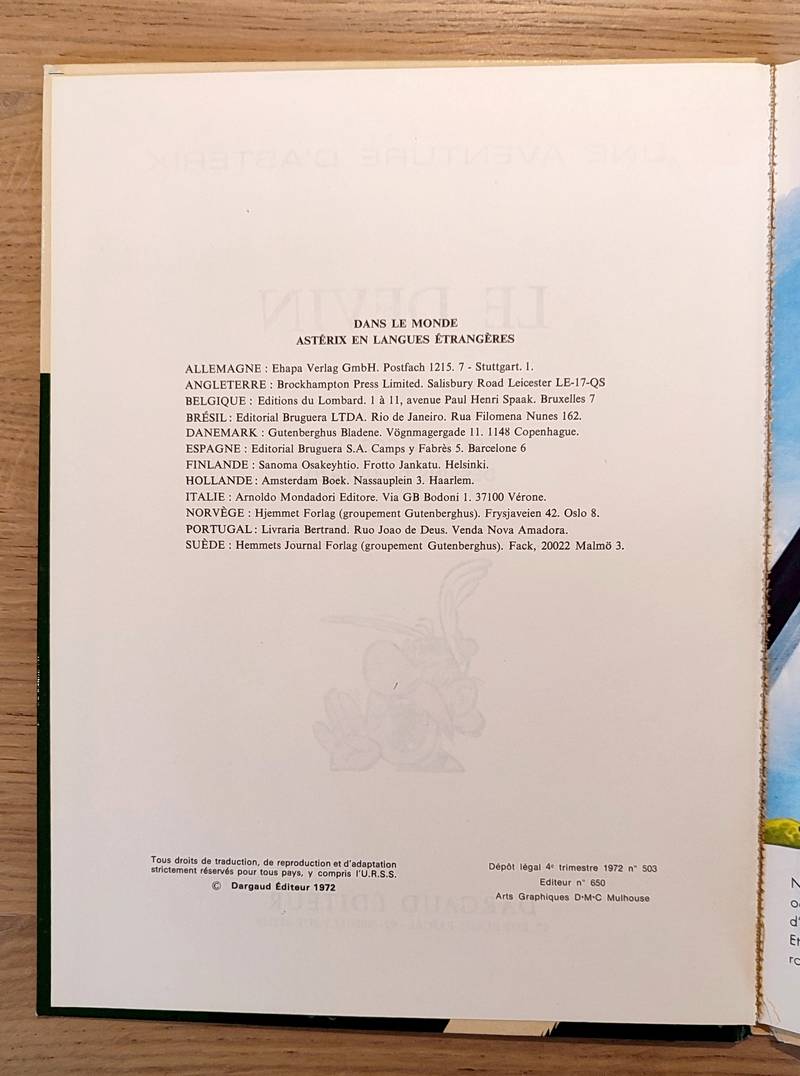 DANS LE MONDE
ASTÉRIX EN LANGUES ÉTRANGÈRES
ALLEMAGNE : Ehapa Verlag GmbH. Postfach 1215. 7 - Stuttgart. 1.
ANGLETERRE : Brockhampton Press Limited. Salisbury Road Leicester LE-17-QS
BELGIQUE : Editions du Lombard. 1 à 11, avenue Paul Henri Spaak. Bruxelles 7
BRÉSIL : Editorial Bruguera LTDA. Rio de Janeiro. Rua Filomena Nunes 162.
DANEMARK : Gutenberghus Bladene. Vögnmagergade 11. 1148 Copenhague.
ESPAGNE : Editorial Bruguera S.A. Camps y Fabrès 5. Barcelone 6
FINLANDE : Sanoma Osakeyhtio. Frotto Jankatu. Helsinki.
HOLLANDE : Amsterdam Boek. Nassauplein 3. Haarlem.
ITALIE : Arnoldo Mondadori Editore. Via GB Bodoni 1. 37100 Vérone.
NORVÈGE : Hjemmet Forlag (groupement Gutenberghus). Frysjaveien 42. Oslo 8.
PORTUGAL : Livraria Bertrand. Ruo Joao de Deus. Venda Nova Amadora.
SUÈDE : Hemmets Journal Forlag (groupement Gutenberghus). Fack, 20022 Malmö 3.
Tous droits de traduction, de reproduction et d'adaptation
strictement réservés pour tous pays, y compris l'U.R.S.S.
© Dargaud Éditeur 1972
Dépôt légal 4e trimestre 1972 n° 503
Editeur n° 650
Arts Graphiques D•M•C Mulhouse
UNE AVENTURE D'ASTERIX
LE DEVIN
DARGAUD EDITEUR